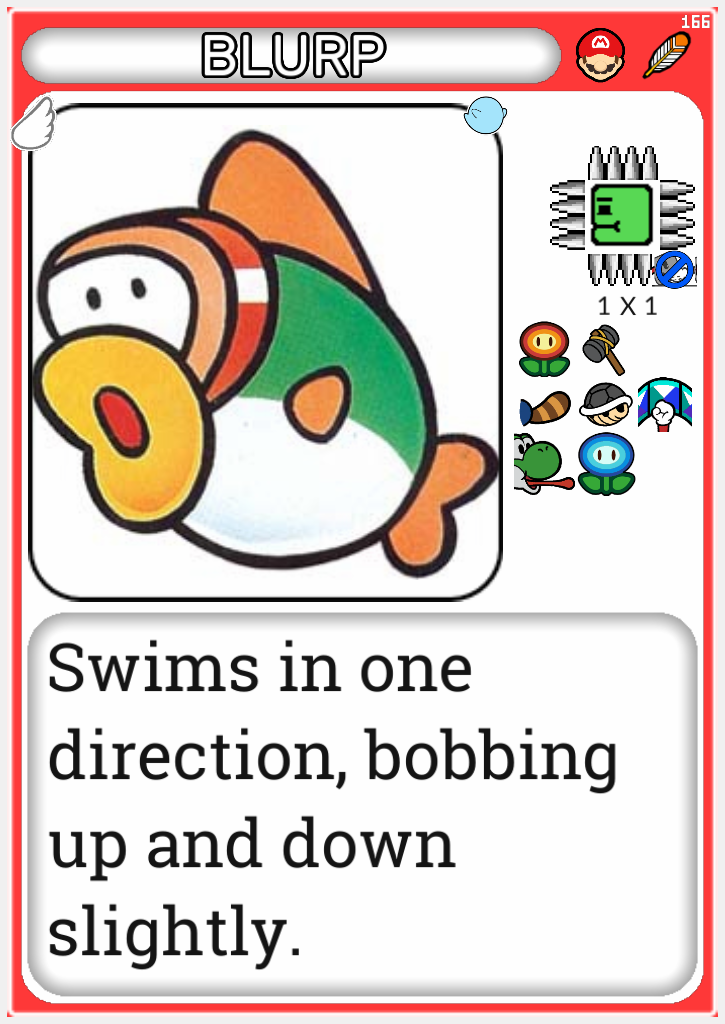 166
BLURP
1 X 1
Swims in one
direction, bobbing
up and down
slightly.